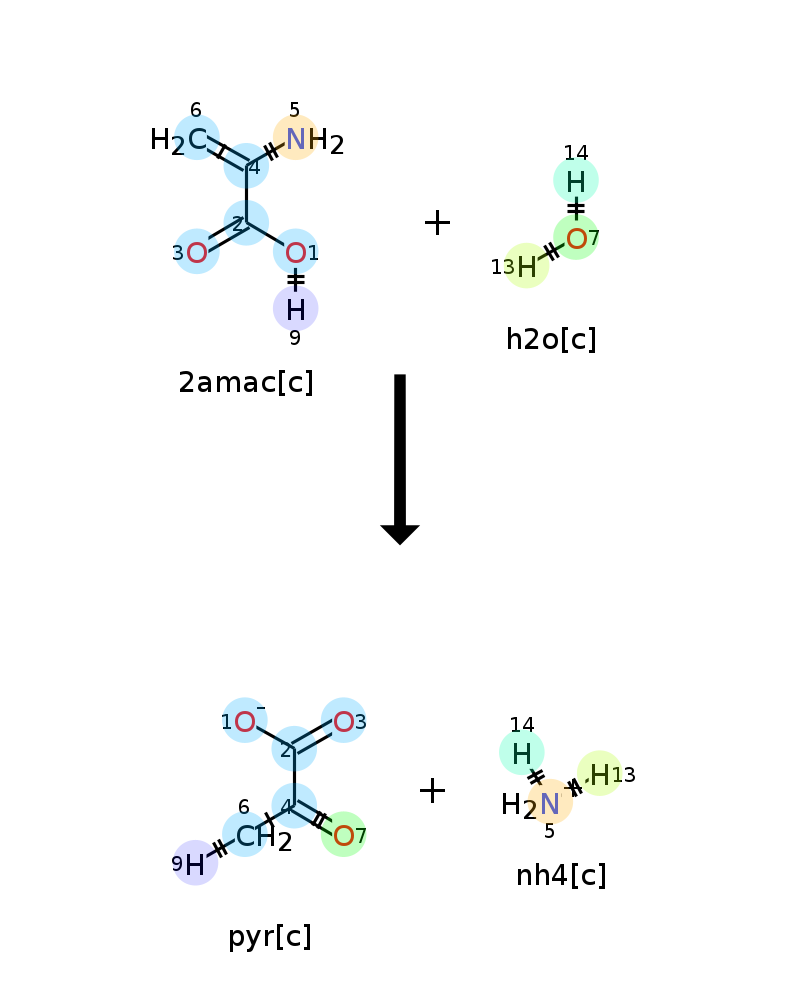 6 5
H2C NH2
4
2
3O O1
H
9
2amac[c]
+
14
H
O7
13H
h2o[c]
1O− O3
2
6 4
CH2 O7
9H
pyr[c]
+
14
H H13
H2N+
5
nh4[c]